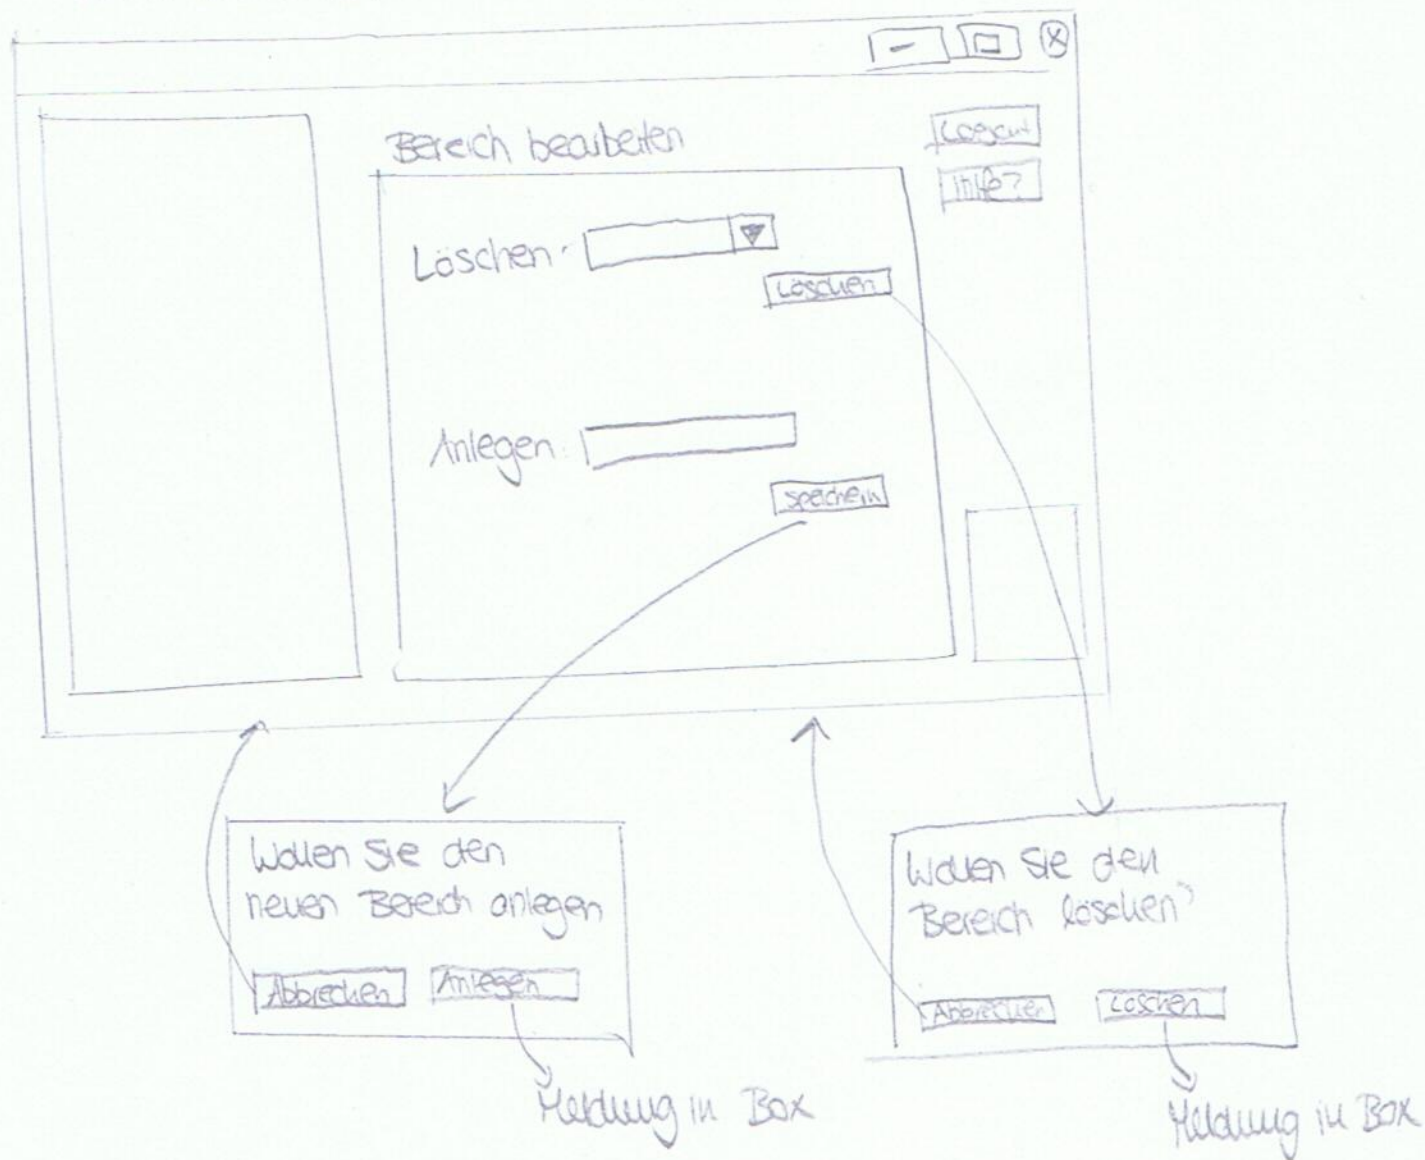 Bereich bearbeiten
Logout
Hilfe?
Löschen:
Löschen
Anlegen:
Speichern
Wollen Sie den
neuen Bereich anlegen
Abbrechen
Anlegen
Meldung in Box
Wollen Sie den
Bereich löschen?
Abbrechen
Löschen
Meldung in Box